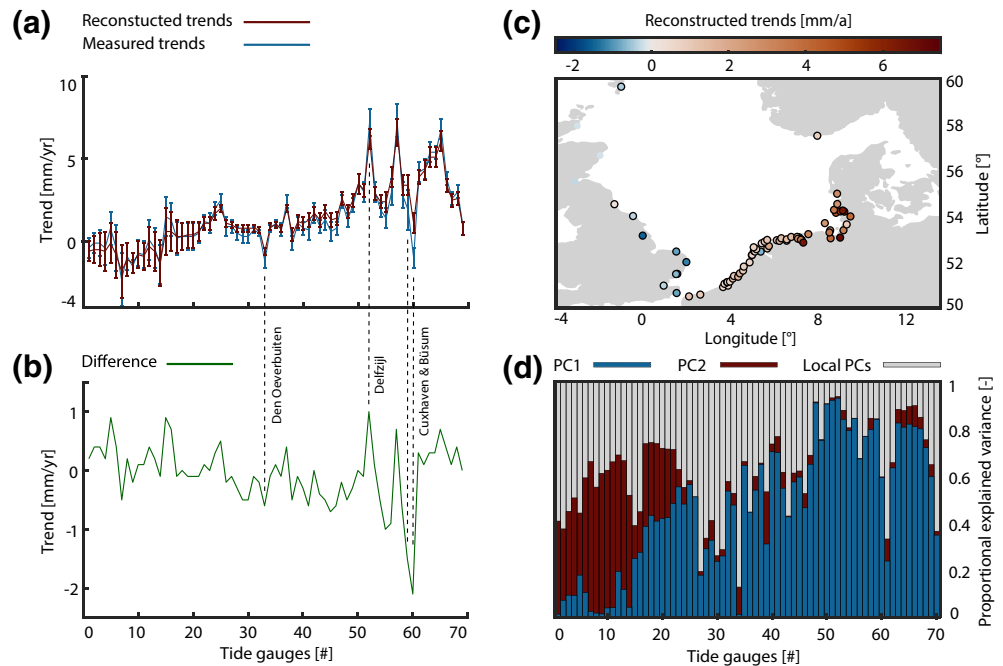 (a)
Reconstructed trends
Measured trends
Trend [mm/yr]
10
5
0
-4
(b)
Difference
Den Oeverbuiten
Delfzijl
Cuxhaven & Büsum
Trend [mm/yr]
1
0
-1
-2
0 10 20 30 40 50 60 70
Tide gauges [#]
(c)
Reconstructed trends [mm/a]
-2 0 2 4 6
60
58
56
54
52
50
Latitude [°]
-4 0 4 8 12
Longitude [°]
(d)
PC1 PC2 Local PCs
1
0.8
0.6
0.4
0.2
0
Proportional explained variance [-]
0 10 20 30 40 50 60 70
Tide gauges [#]